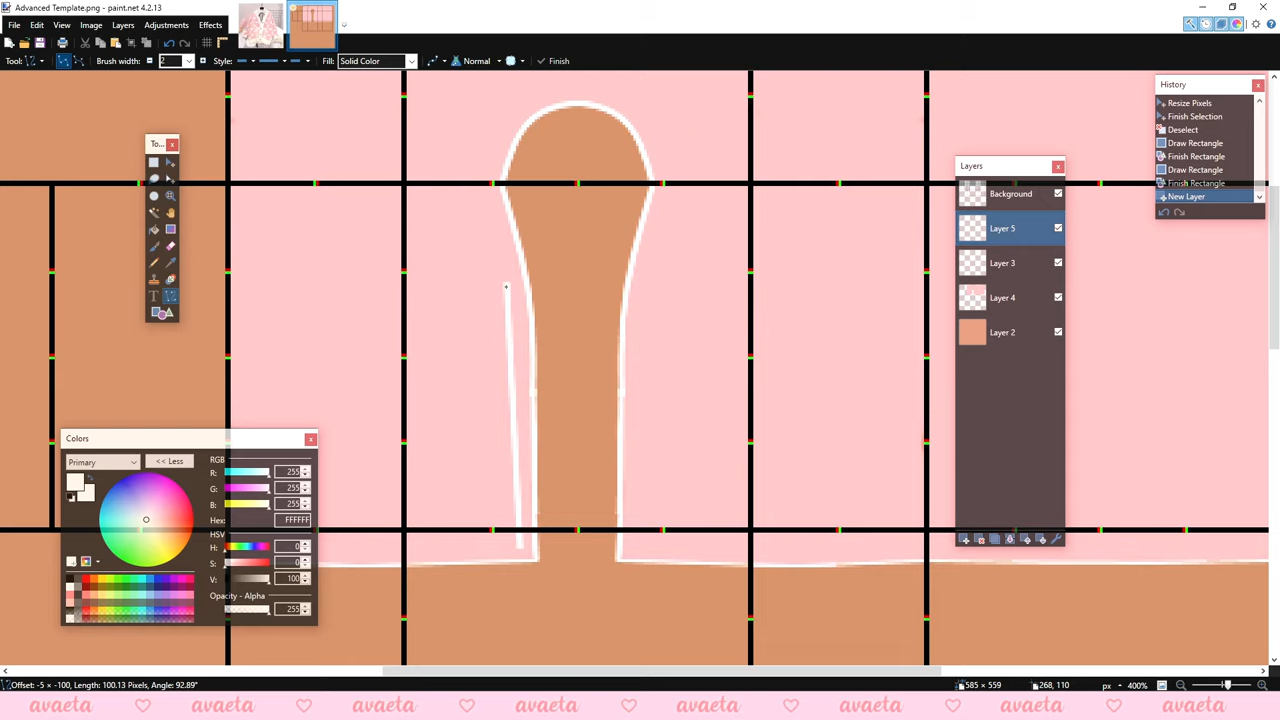 Advanced Template.png - paint.net 4.2.13
File Edit View Image Layers Adjustments Effects
Tool: Brush width: 2 Style: Fill: Solid Color Normal Finish
History
Resize Pixels
Finish Selection
Deselect
Draw Rectangle
Finish Rectangle
Draw Rectangle
Finish Rectangle
New Layer
To...
T
Layers
Background
Layer 5
Layer 3
Layer 4
Layer 2
Colors
Primary
<< Less
RGB
R: 255
G: 255
B: 255
Hex: FFFFFF
HSV
H: 0
S: 0
V: 100
Opacity - Alpha
255
Offset: -5 × -100, Length: 100.13 Pixels, Angle: 92.89° 585 × 559 268, 110 px 400%
avaeta avaeta avaeta avaeta avaeta avaeta avaeta avaeta